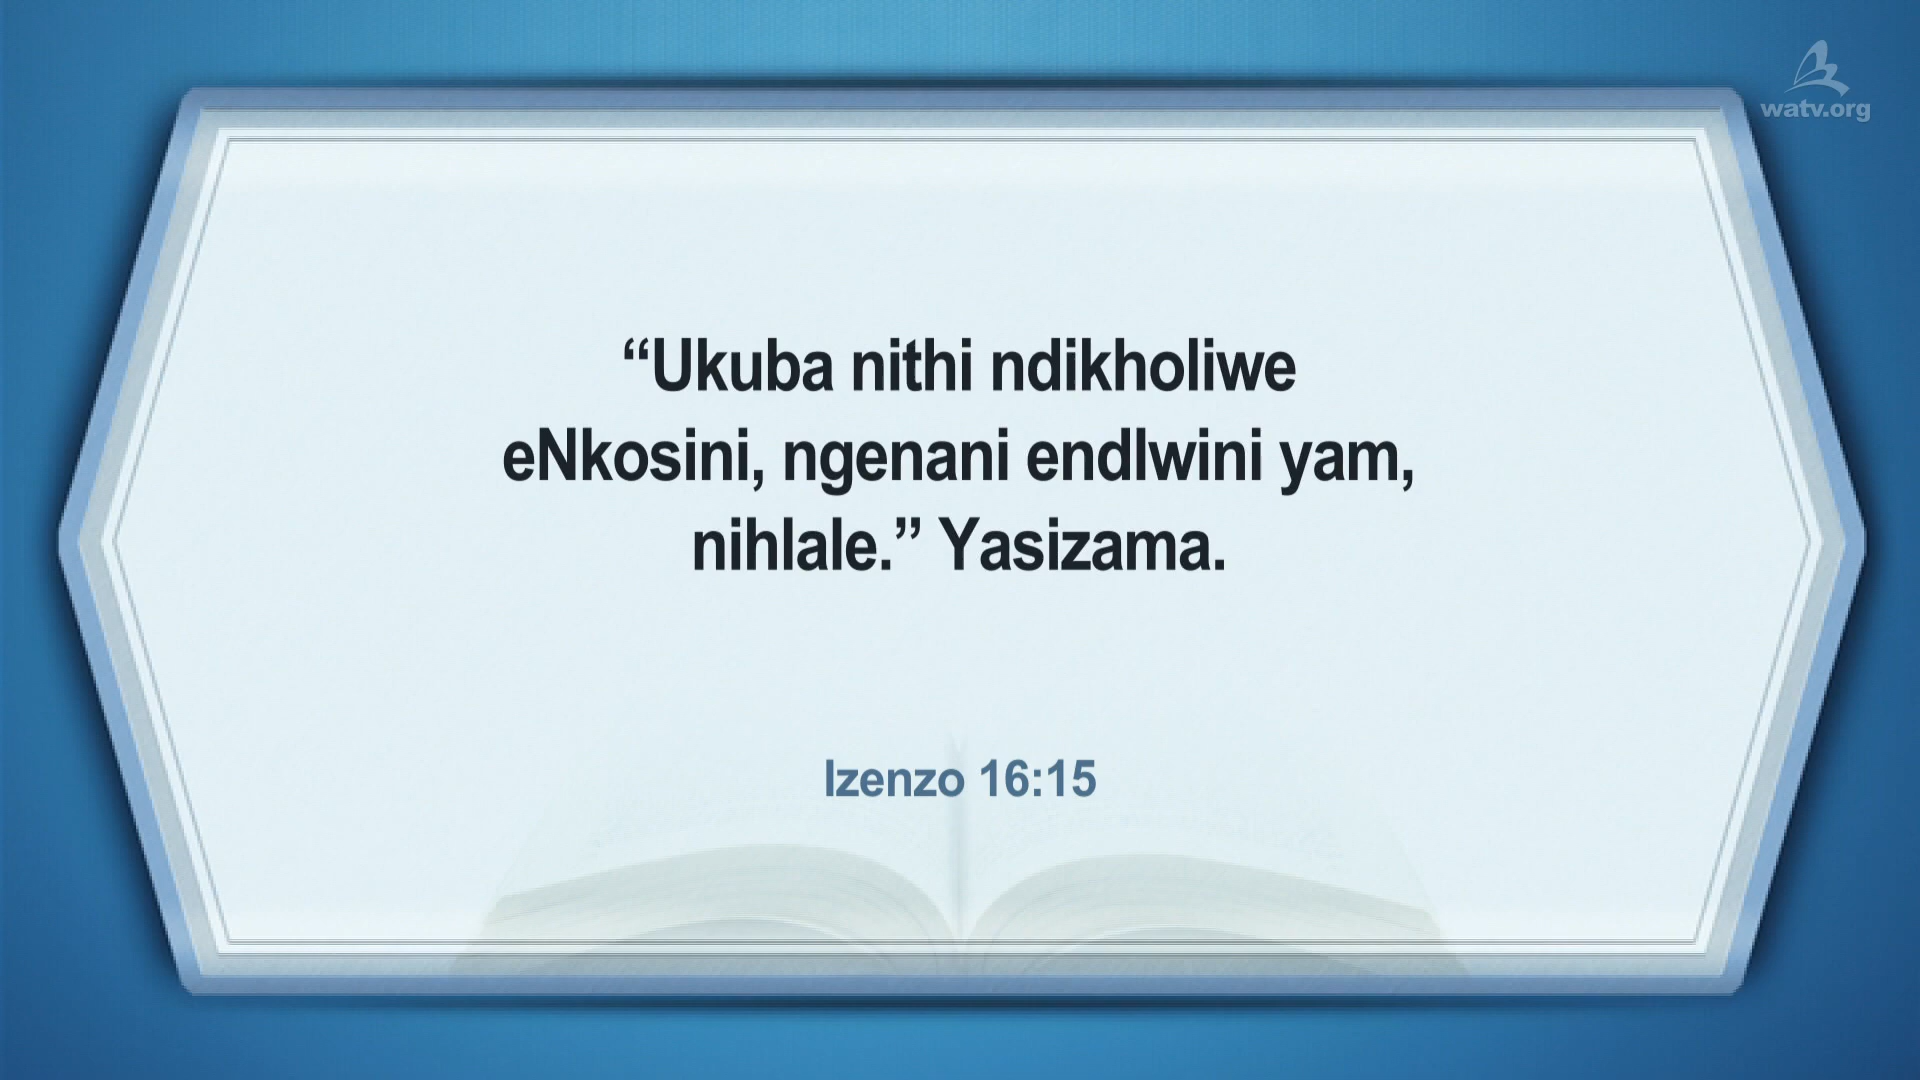 watv.org
“Ukuba nithi ndikholiwe
eNkosini, ngenani endlwini yam,
nihlale.” Yasizama.
Izenzo 16:15